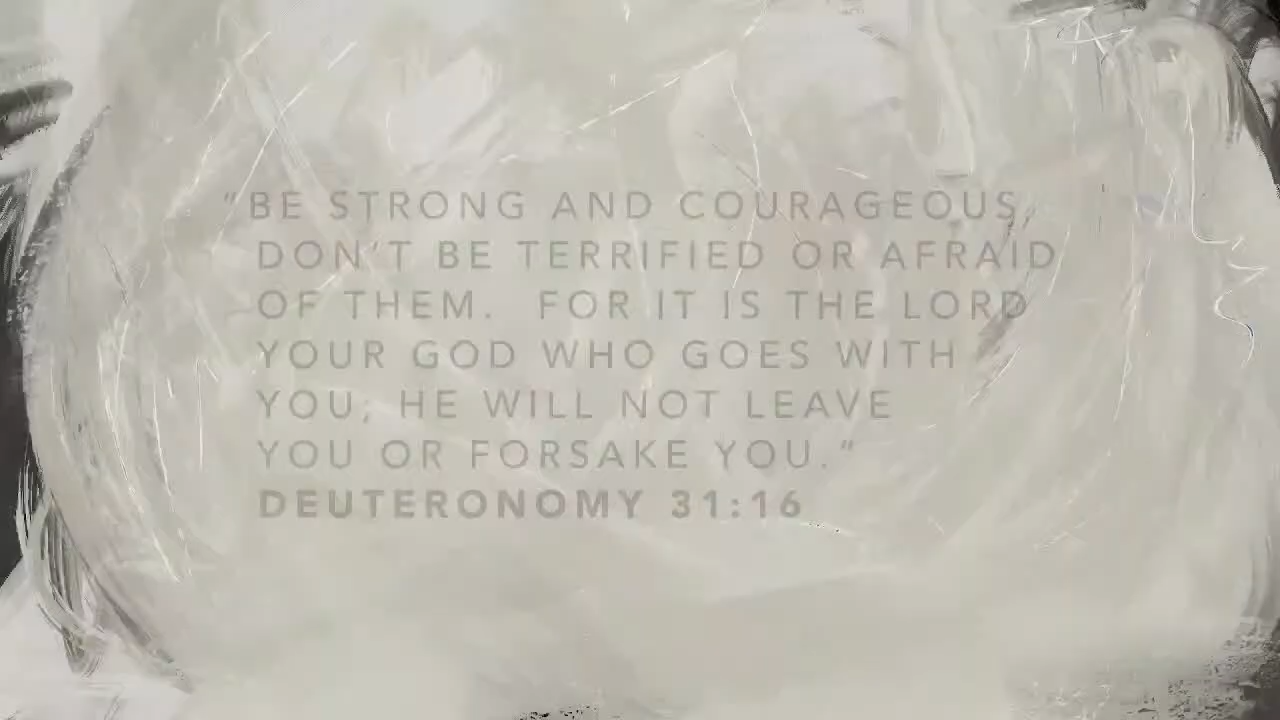 "BE STRONG AND COURAGEOUS,
DON'T BE TERRIFIED OR AFRAID
OF THEM. FOR IT IS THE LORD
YOUR GOD WHO GOES WITH
YOU; HE WILL NOT LEAVE
YOU OR FORSAKE YOU."
DEUTERONOMY 31:16